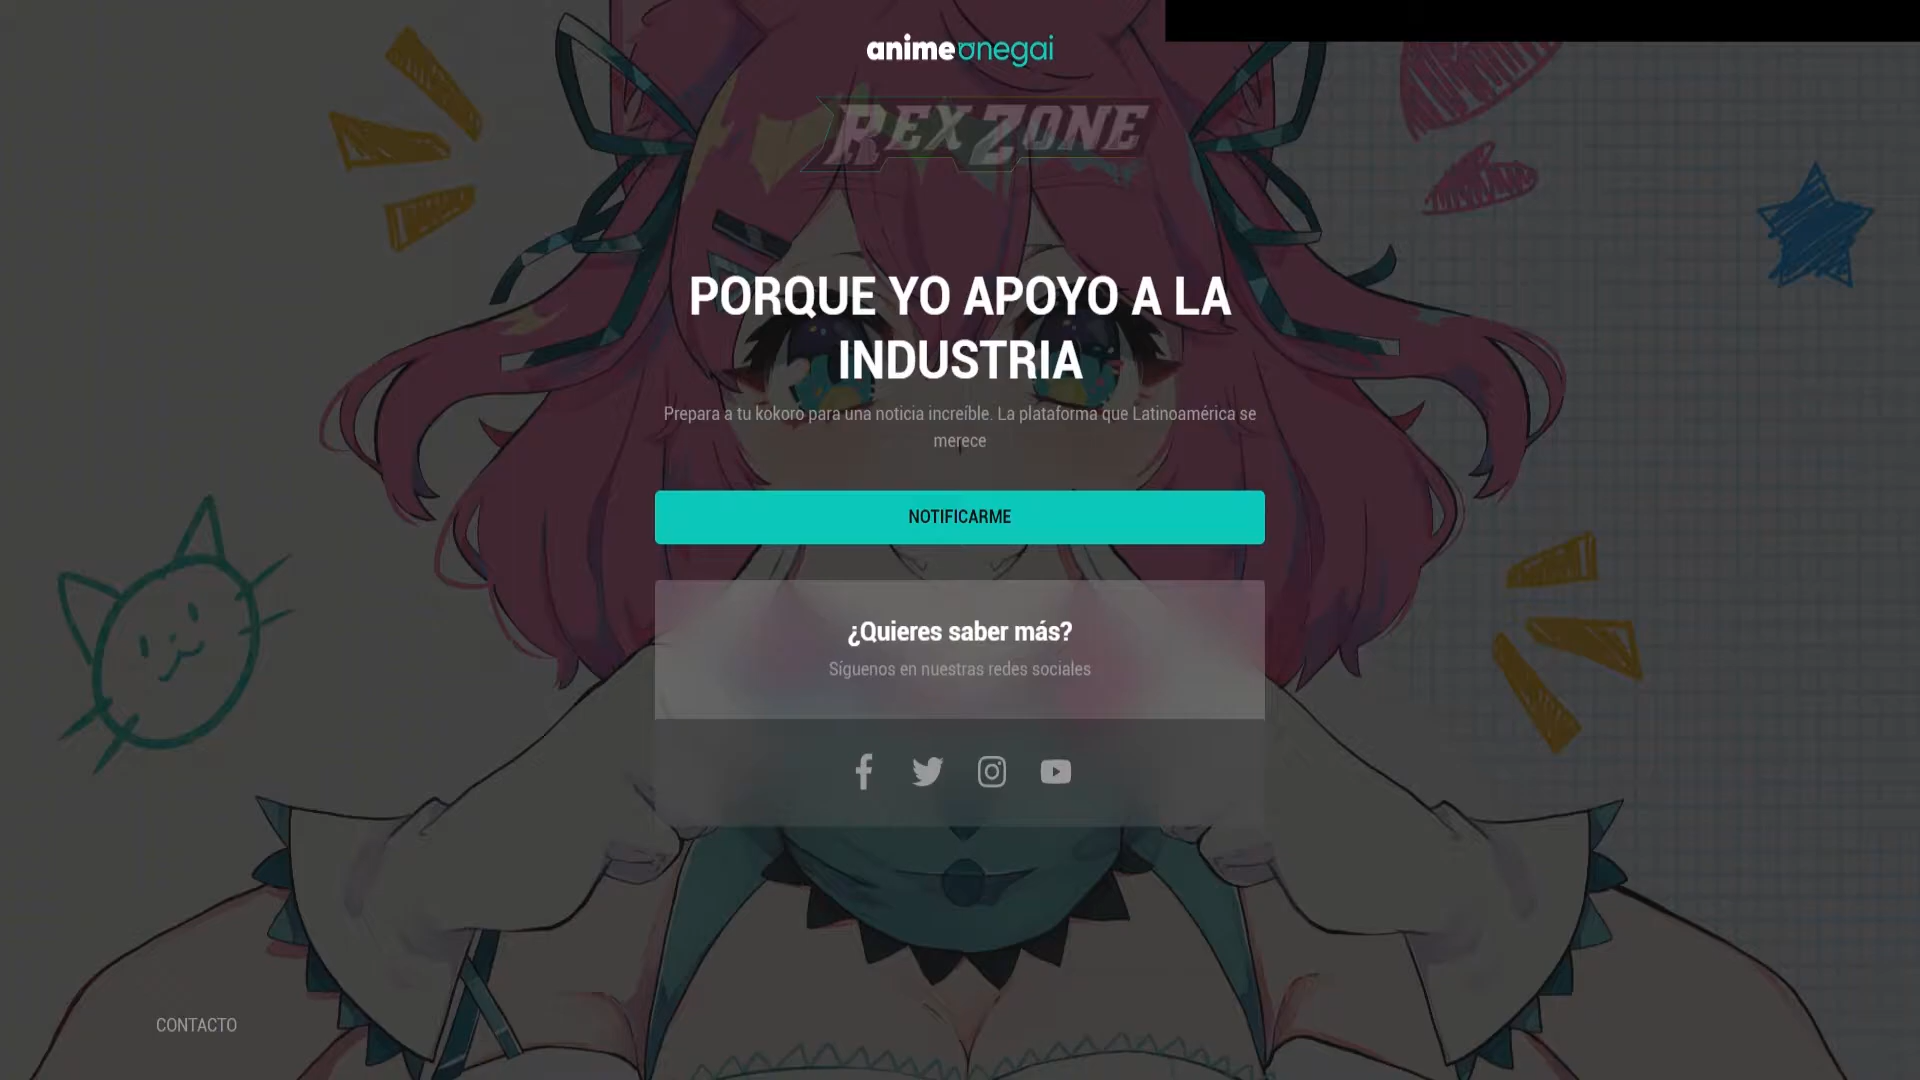 animeonegai
REX ZONE
PORQUE YO APOYO A LA
INDUSTRIA
Prepara a tu kokoro para una noticia increíble. La plataforma que Latinoamérica se
merece
NOTIFICARME
¿Quieres saber más?
Síguenos en nuestras redes sociales
CONTACTO